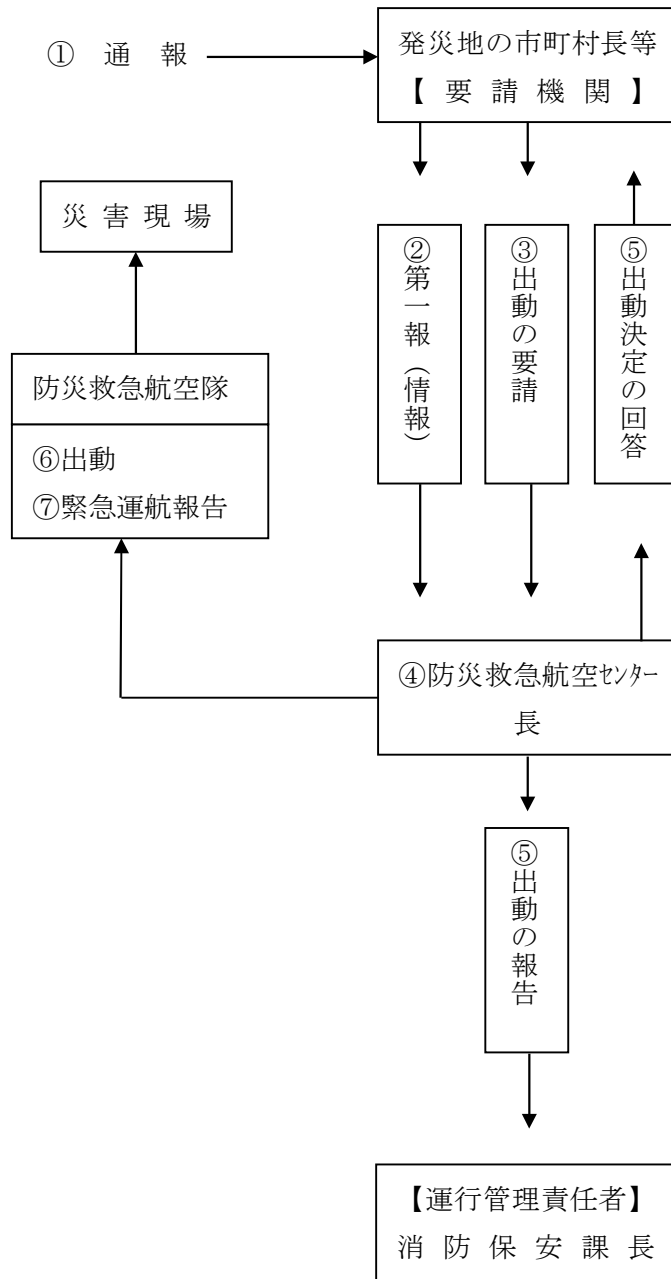 ① 通 報
発災地の市町村長等
【 要 請 機 関 】
災 害 現 場
②第一報（情報）
③出動の要請
⑤出動決定の回答
防災救急航空隊
⑥出動
⑦緊急運航報告
④防災救急航空ｾﾝﾀｰ
長
⑤出動の報告
【運行管理責任者】
消 防 保 安 課 長